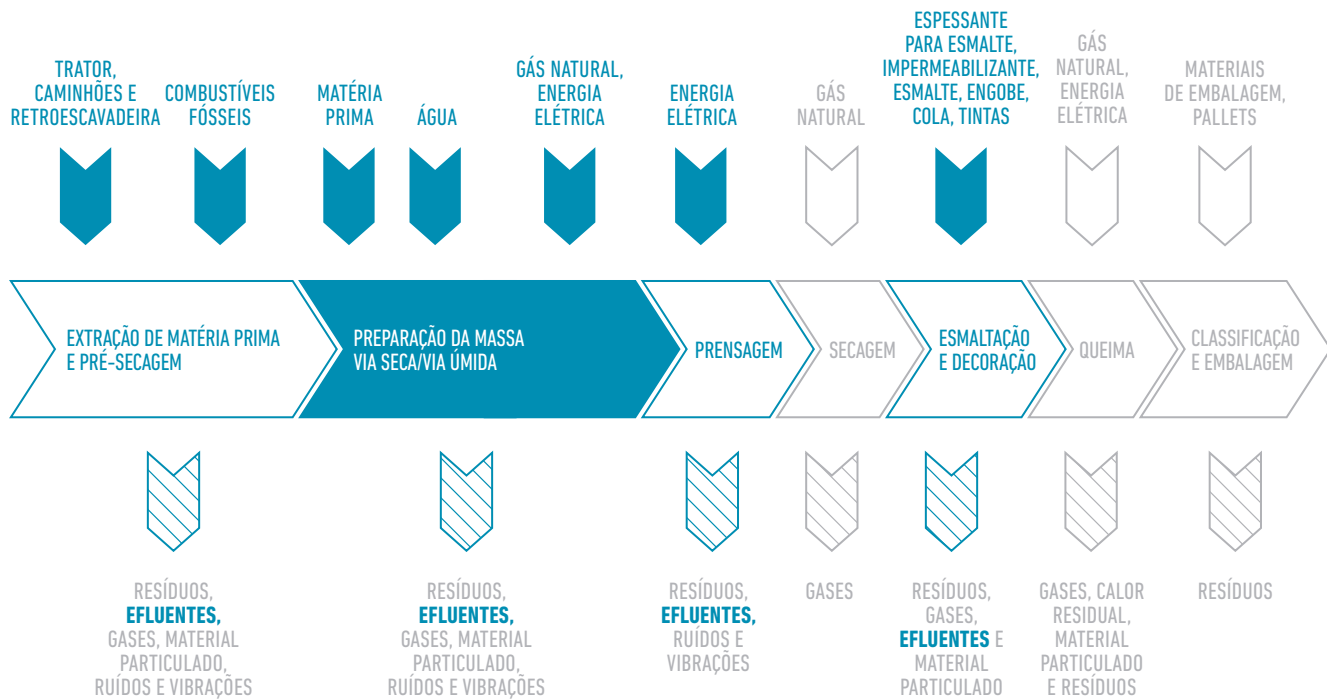 TRATOR,
CAMINHÕES E
RETROESCAVADEIRA
COMBUSTÍVEIS
FÓSSEIS
MATÉRIA
PRIMA
ÁGUA
GÁS NATURAL,
ENERGIA
ELÉTRICA
ENERGIA
ELÉTRICA
GÁS
NATURAL
ESPESSANTE
PARA ESMALTE,
IMPERMEABILIZANTE,
ESMALTE, ENGOBE,
COLA, TINTAS
GÁS
NATURAL,
ENERGIA
ELÉTRICA
MATERIAIS
DE EMBALAGEM,
PALLETS
EXTRAÇÃO DE MATÉRIA PRIMA
E PRÉ-SECAGEM
PREPARAÇÃO DA MASSA
VIA SECA/VIA ÚMIDA
PRENSAGEM
SECAGEM
ESMALTAÇÃO
E DECORAÇÃO
QUEIMA
CLASSIFICAÇÃO
E EMBALAGEM
RESÍDUOS,
EFLUENTES,
GASES, MATERIAL
PARTICULADO,
RUÍDOS E VIBRAÇÕES
RESÍDUOS,
EFLUENTES,
GASES, MATERIAL
PARTICULADO,
RUÍDOS E VIBRAÇÕES
RESÍDUOS,
EFLUENTES,
RUÍDOS E
VIBRAÇÕES
GASES
RESÍDUOS,
GASES,
EFLUENTES E
MATERIAL
PARTICULADO
GASES, CALOR
RESIDUAL,
MATERIAL
PARTICULADO
E RESÍDUOS
RESÍDUOS